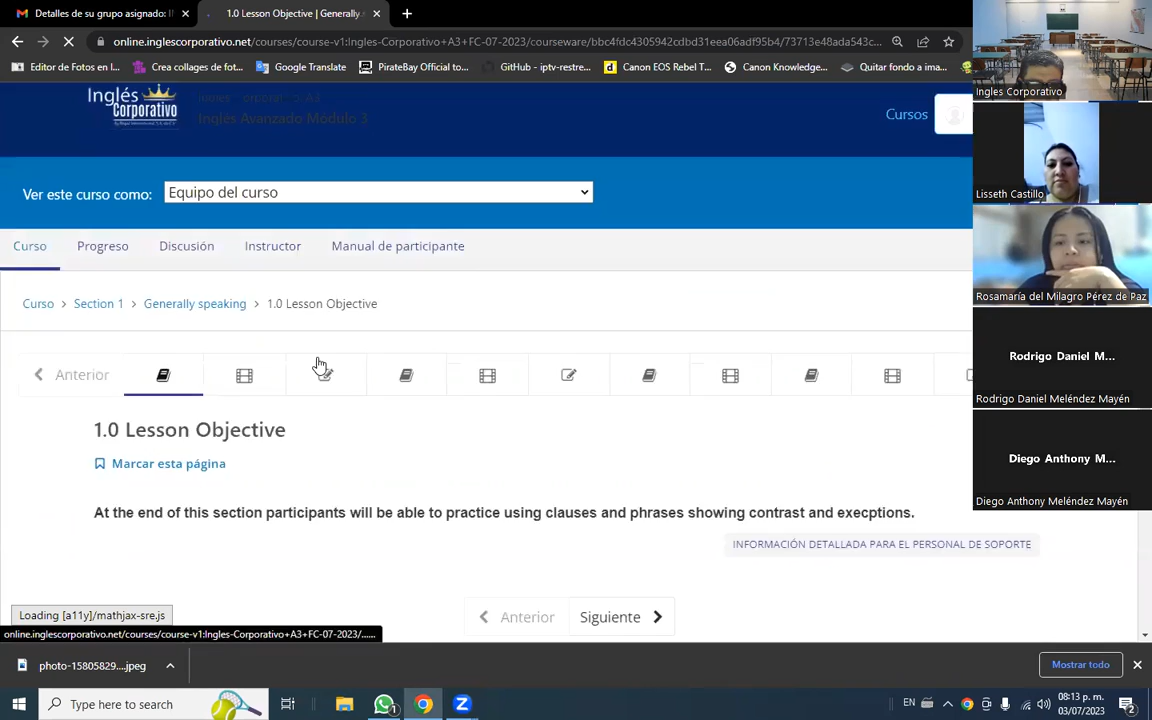 Detalles de su grupo asignado: I
1.0 Lesson Objective | Generally
online.inglescorporativo.net/courses/course-v1:Ingles-Corporativo+A3+FC-07-2023/courseware/bbc4fdc4305942cdbd31eea06adf95b4/73713e48ada543c...
Editor de Fotos en l...
Crea collages de fot...
Google Translate
PirateBay Official to...
GitHub - iptv-restre...
Canon EOS Rebel T...
Canon Knowledge...
Quitar fondo a ima...
Inglés
Corporativo
Inglés Avanzado Módulo 3
Cursos
Ver este curso como:
Equipo del curso
Curso
Progreso
Discusión
Instructor
Manual de participante
Curso > Section 1 > Generally speaking > 1.0 Lesson Objective
Anterior
1.0 Lesson Objective
Marcar esta página
At the end of this section participants will be able to practice using clauses and phrases showing contrast and execptions.
INFORMACIÓN DETALLADA PARA EL PERSONAL DE SOPORTE
Anterior
Siguiente
Loading [a11y]/mathjax-sre.js
online.inglescorporativo.net/courses/course-v1:Ingles-Corporativo+A3+FC-07-2023/......
photo-15805829....jpeg
Mostrar todo
Type here to search
1
EN
08:13 p. m.
03/07/2023
2
Ingles Corporativo
Lisseth Castillo
Rosamaría del Milagro Pérez de Paz
Rodrigo Daniel M...
Rodrigo Daniel Meléndez Mayén
Diego Anthony M...
Diego Anthony Meléndez Mayén